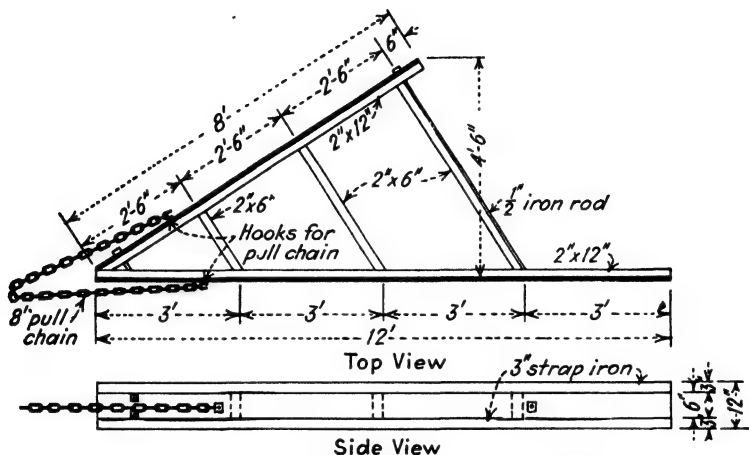 8'
2'-6"
2'-6"
2'-6"
6"
2"x12"
4'-6"
2"x6"
2"x6"
1/2" iron rod
Hooks for
pull chain
2"x12"
8' pull
chain
3'
3'
3'
3'
12'
Top View
3" strap iron
3"
6"
3"
12"
Side View